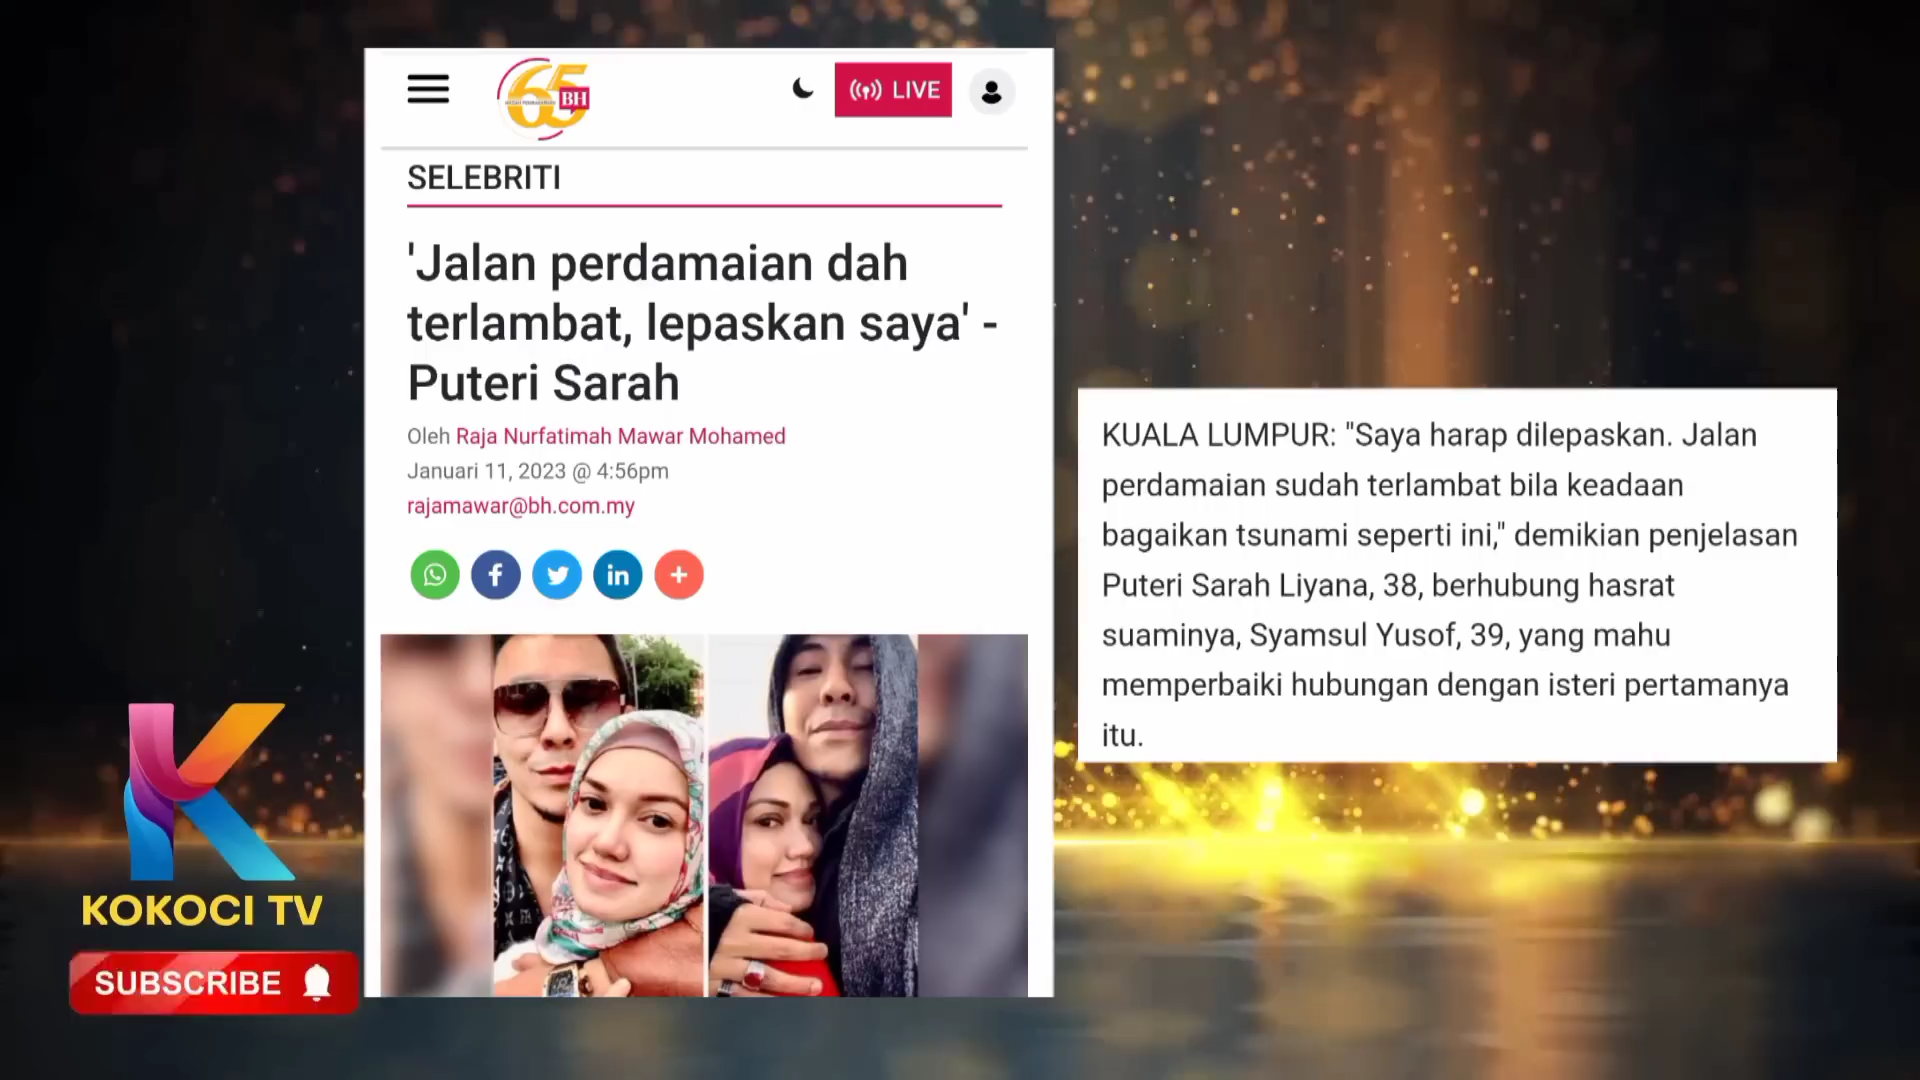 65
BH
LIVE
SELEBRITI
'Jalan perdamaian dah
terlambat, lepaskan saya' -
Puteri Sarah
Oleh Raja Nurfatimah Mawar Mohamed
Januari 11, 2023 @ 4:56pm
rajamawar@bh.com.my
KUALA LUMPUR: "Saya harap dilepaskan. Jalan
perdamaian sudah terlambat bila keadaan
bagaikan tsunami seperti ini," demikian penjelasan
Puteri Sarah Liyana, 38, berhubung hasrat
suaminya, Syamsul Yusof, 39, yang mahu
memperbaiki hubungan dengan isteri pertamanya
itu.
KOKOCI TV
SUBSCRIBE